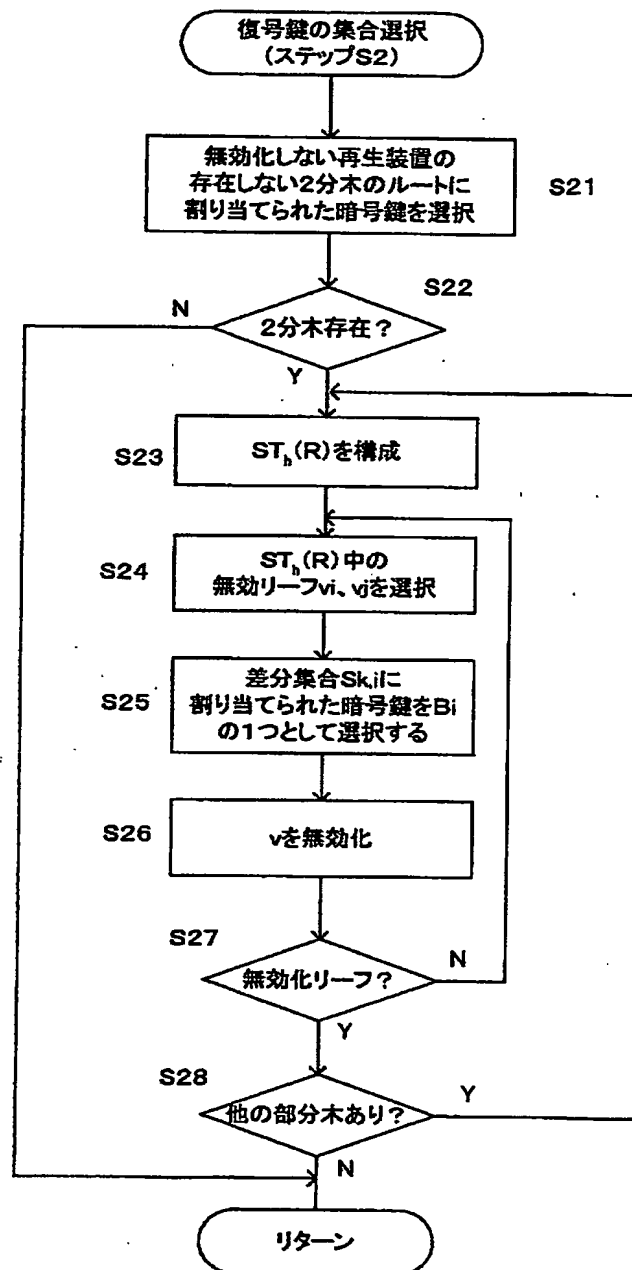 復号鍵の集合選択
(ステップS2)
無効化しない再生装置の
存在しない2分木のルートに
割り当てられた暗号鍵を選択
S21
S22
N
2分木存在?
Y
S23
STh(R)を構成
S24
STh(R)中の
無効リーフvi、vjを選択
S25
差分集合Sk,iに
割り当てられた暗号鍵をBi
の1つとして選択する
S26
vを無効化
S27
無効化リーフ?
N
Y
S28
他の部分木あり?
Y
N
リターン